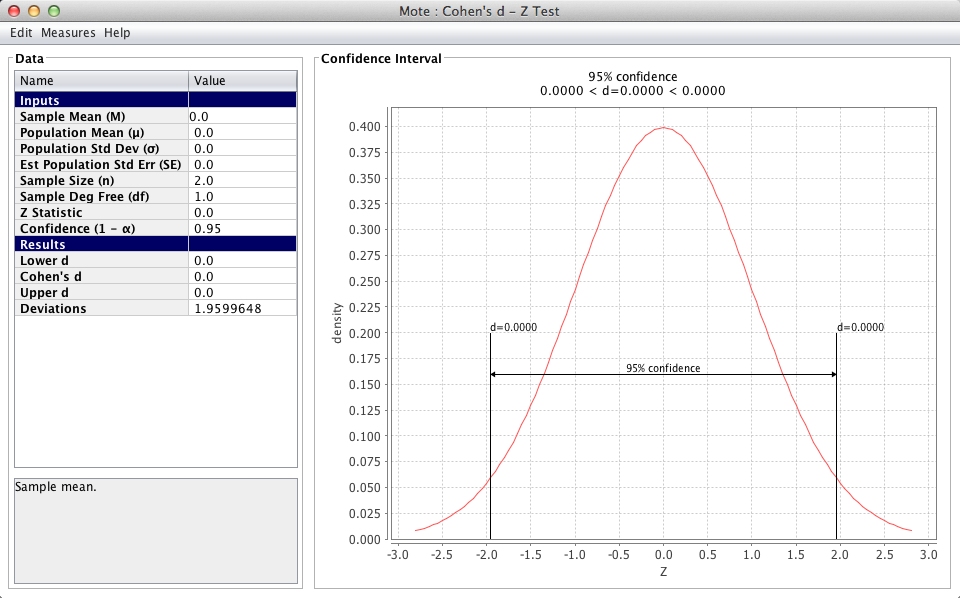 Mote : Cohen's d – Z Test
Edit Measures Help
Data
Name Value
Inputs
Sample Mean (M) 0.0
Population Mean (μ) 0.0
Population Std Dev (σ) 0.0
Est Population Std Err (SE) 0.0
Sample Size (n) 2.0
Sample Deg Free (df) 1.0
Z Statistic 0.0
Confidence (1 – α) 0.95
Results
Lower d 0.0
Cohen's d 0.0
Upper d 0.0
Deviations 1.9599648
Sample mean.
Confidence Interval
95% confidence
0.0000 < d=0.0000 < 0.0000
density
0.400
0.375
0.350
0.325
0.300
0.275
0.250
0.225
0.200
0.175
0.150
0.125
0.100
0.075
0.050
0.025
0.000
d=0.0000 d=0.0000
95% confidence
-3.0 -2.5 -2.0 -1.5 -1.0 -0.5 0.0 0.5 1.0 1.5 2.0 2.5 3.0
Z